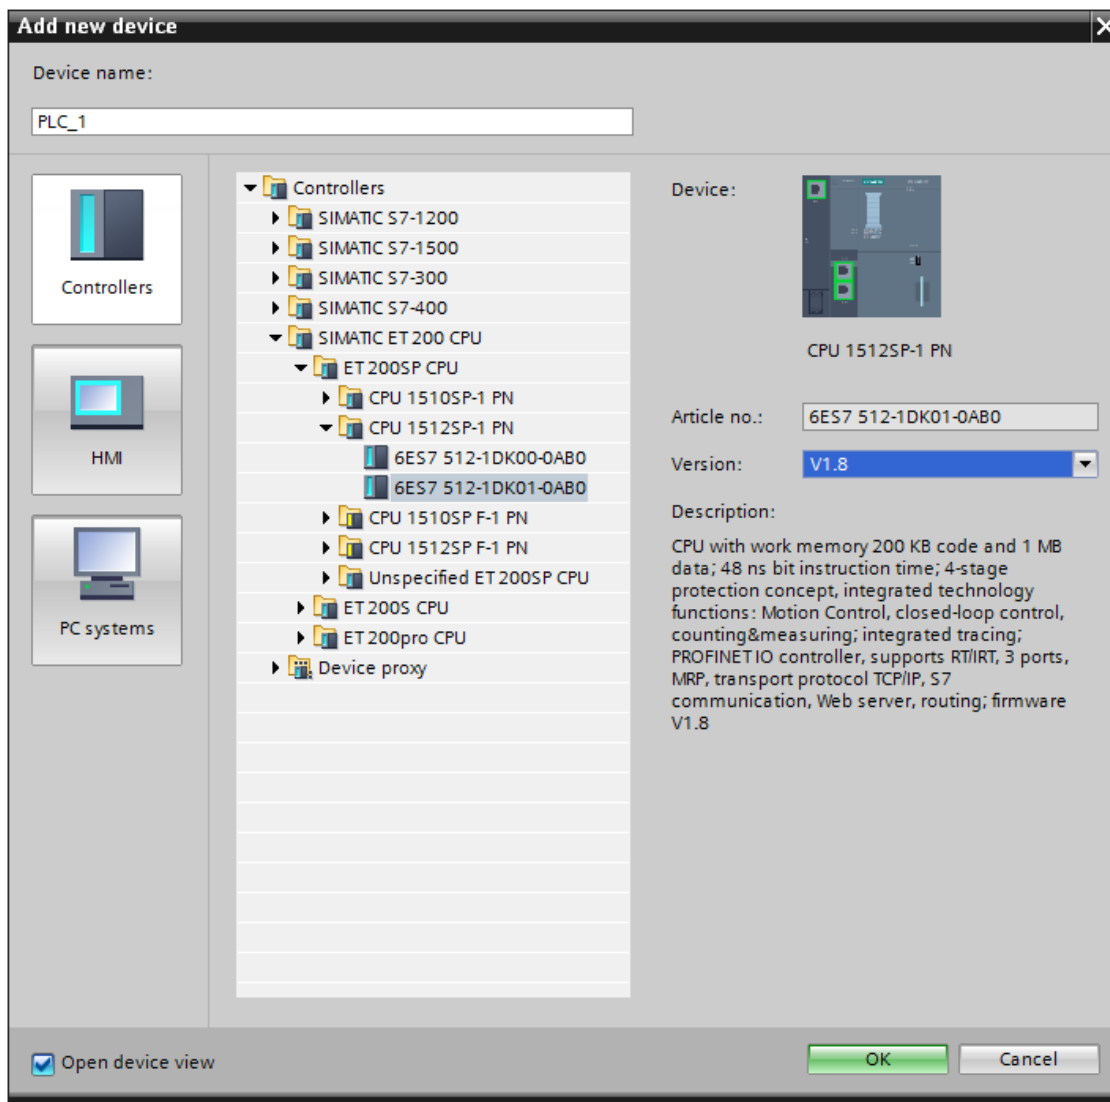 Add new device
Device name:
PLC_1
Controllers
HMI
PC systems
Controllers
SIMATIC S7-1200
SIMATIC S7-1500
SIMATIC S7-300
SIMATIC S7-400
SIMATIC ET 200 CPU
ET 200SP CPU
CPU 1510SP-1 PN
CPU 1512SP-1 PN
6ES7 512-1DK00-0AB0
6ES7 512-1DK01-0AB0
CPU 1510SP F-1 PN
CPU 1512SP F-1 PN
Unspecified ET 200SP CPU
ET 200S CPU
ET 200pro CPU
Device proxy
Device:
CPU 1512SP-1 PN
Article no.: 6ES7 512-1DK01-0AB0
Version: V1.8
Description:
CPU with work memory 200 KB code and 1 MB
data; 48 ns bit instruction time; 4-stage
protection concept, integrated technology
functions: Motion Control, closed-loop control,
counting&measuring; integrated tracing;
PROFINET IO controller, supports RT/IRT, 3 ports,
MRP, transport protocol TCP/IP, S7
communication, Web server, routing; firmware
V1.8
Open device view
OK
Cancel